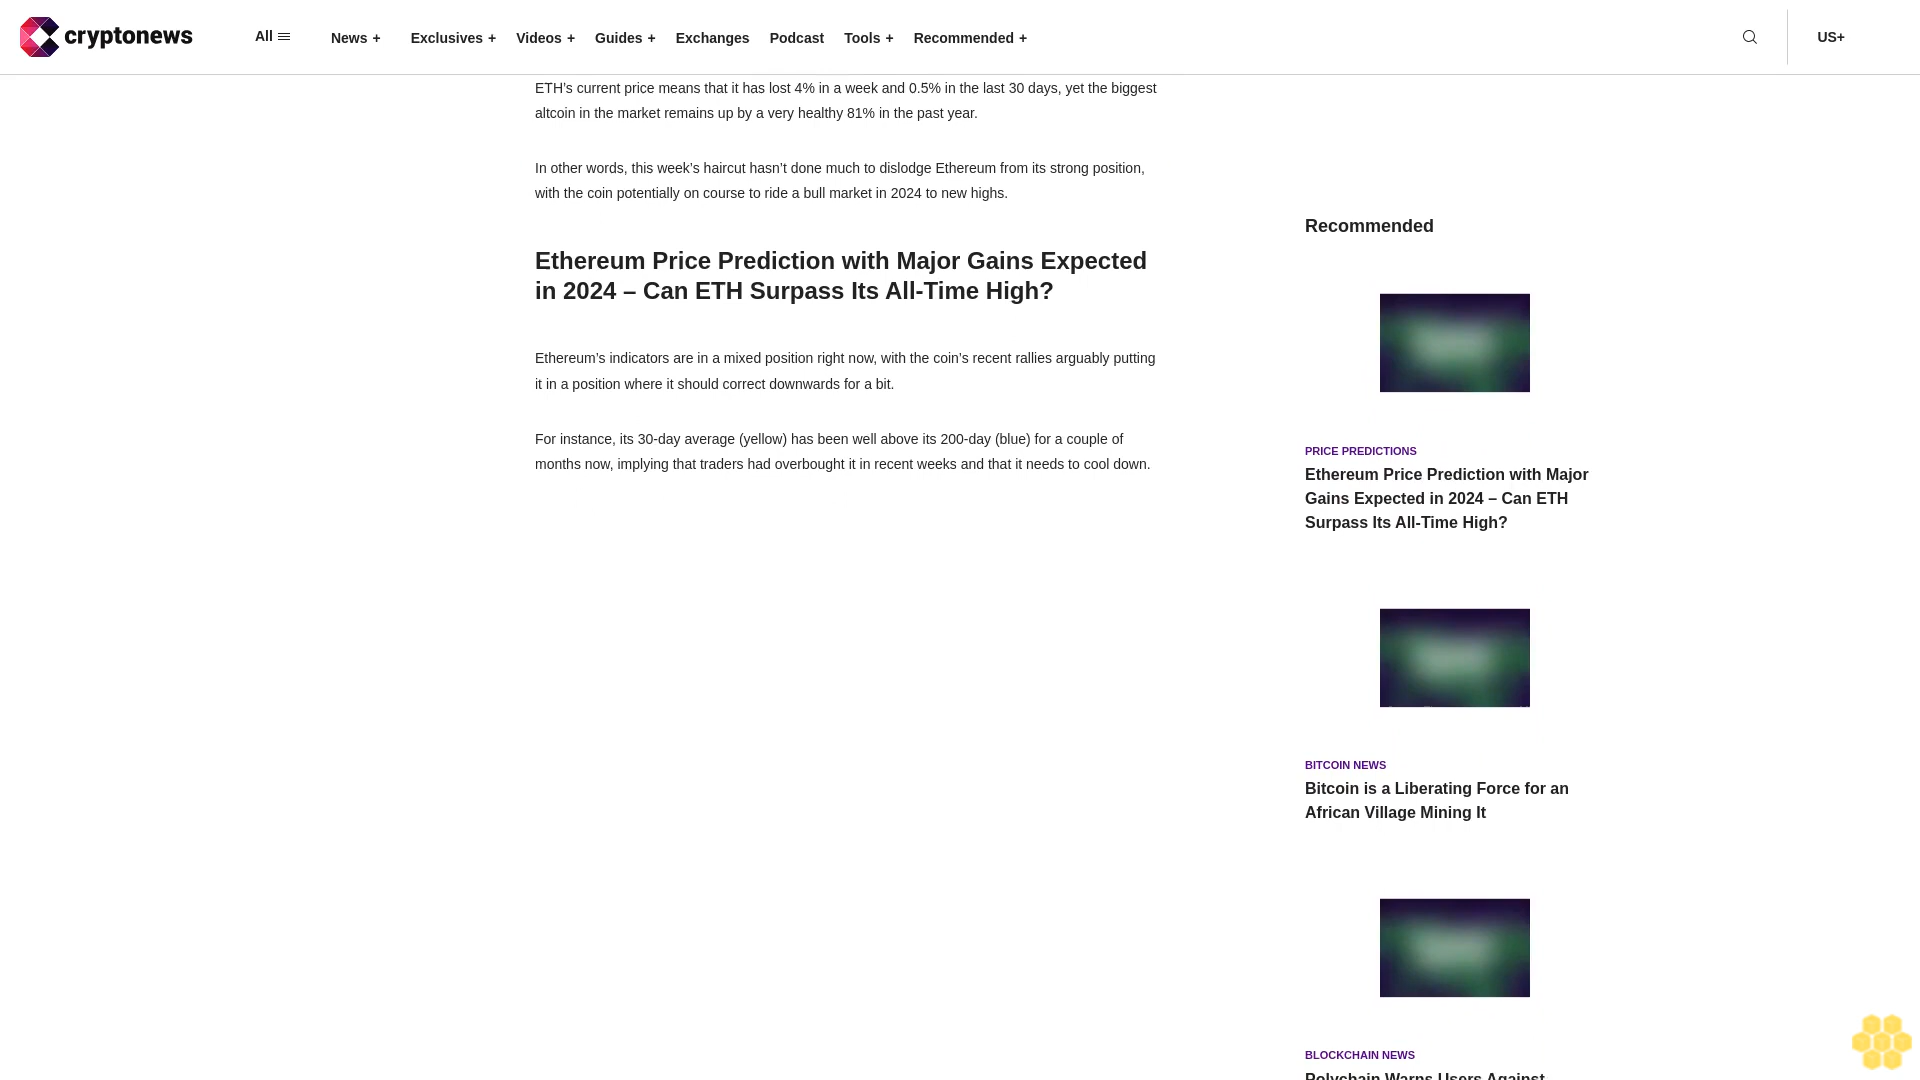 cryptonews
All
News +
Exclusives +
Videos +
Guides +
Exchanges
Podcast
Tools +
Recommended +
US+
ETH’s current price means that it has lost 4% in a week and 0.5% in the last 30 days, yet the biggest
altcoin in the market remains up by a very healthy 81% in the past year.
In other words, this week’s haircut hasn’t done much to dislodge Ethereum from its strong position,
with the coin potentially on course to ride a bull market in 2024 to new highs.
Ethereum Price Prediction with Major Gains Expected
in 2024 – Can ETH Surpass Its All-Time High?
Ethereum’s indicators are in a mixed position right now, with the coin’s recent rallies arguably putting
it in a position where it should correct downwards for a bit.
For instance, its 30-day average (yellow) has been well above its 200-day (blue) for a couple of
months now, implying that traders had overbought it in recent weeks and that it needs to cool down.
Recommended
PRICE PREDICTIONS
Ethereum Price Prediction with Major
Gains Expected in 2024 – Can ETH
Surpass Its All-Time High?
BITCOIN NEWS
Bitcoin is a Liberating Force for an
African Village Mining It
BLOCKCHAIN NEWS
Polychain Warns Users Against